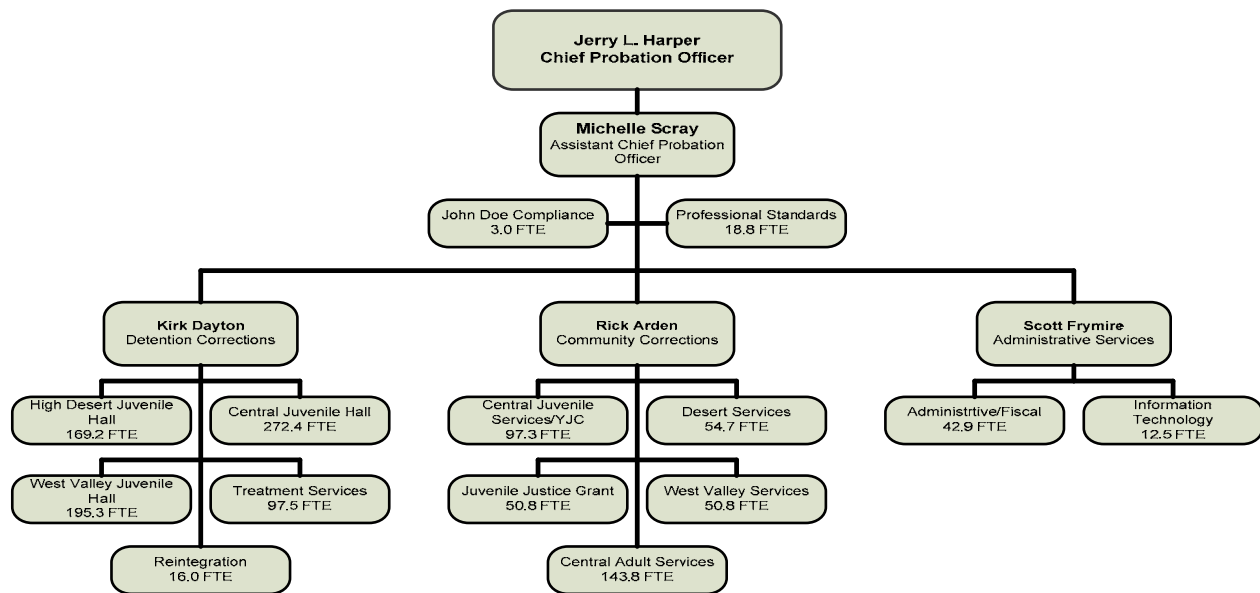 Jerry L. Harper
Chief Probation Officer
Michelle Scray
Assistant Chief Probation
Officer
John Doe Compliance
3.0 FTE
Professional Standards
18.8 FTE
Kirk Dayton
Detention Corrections
Rick Arden
Community Corrections
Scott Frymire
Administrative Services
High Desert Juvenile
Hall
169.2 FTE
Central Juvenile Hall
272.4 FTE
Central Juvenile
Services/YJC
97.3 FTE
Desert Services
54.7 FTE
Administrtive/Fiscal
42.9 FTE
Information
Technology
12.5 FTE
West Valley Juvenile
Hall
195.3 FTE
Treatment Services
97.5 FTE
Juvenile Justice Grant
50.8 FTE
West Valley Services
50.8 FTE
Reintegration
16.0 FTE
Central Adult Services
143.8 FTE